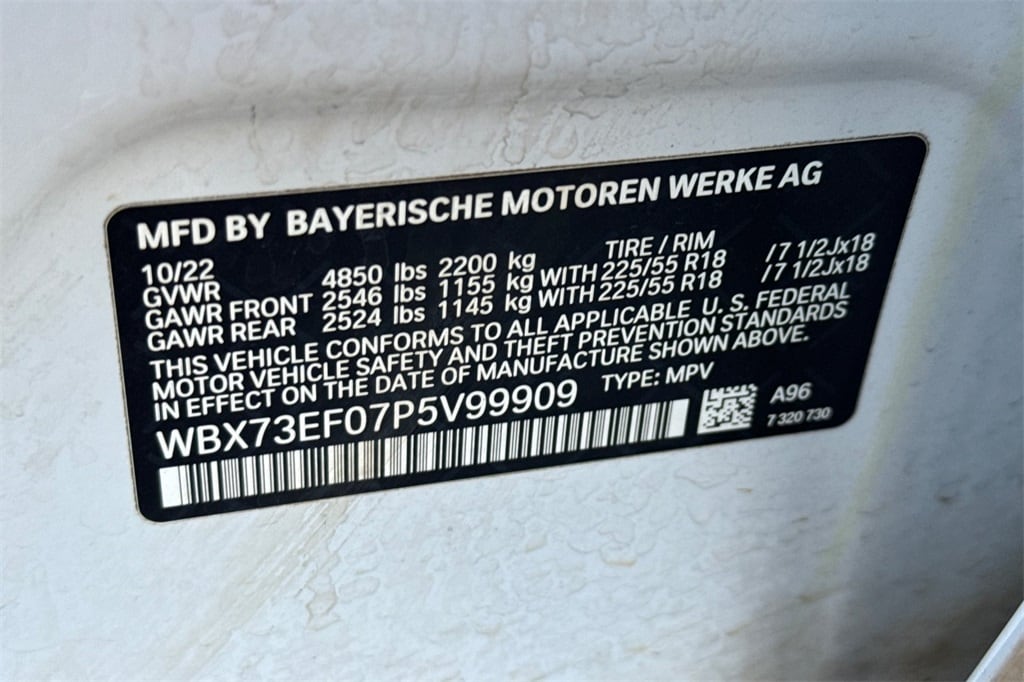 MFD BY BAYERISCHE MOTOREN WERKE AG
10/22 TIRE / RIM
GVWR 4850 lbs 2200 kg
GAWR FRONT 2546 lbs 1155 kg WITH 225/55 R18 /7 1/2Jx18
GAWR REAR 2524 lbs 1145 kg WITH 225/55 R18 /7 1/2Jx18
THIS VEHICLE CONFORMS TO ALL APPLICABLE U. S. FEDERAL
MOTOR VEHICLE SAFETY AND THEFT PREVENTION STANDARDS
IN EFFECT ON THE DATE OF MANUFACTURE SHOWN ABOVE.
WBX73EF07P5V99909 TYPE: MPV
A96
7 320 730